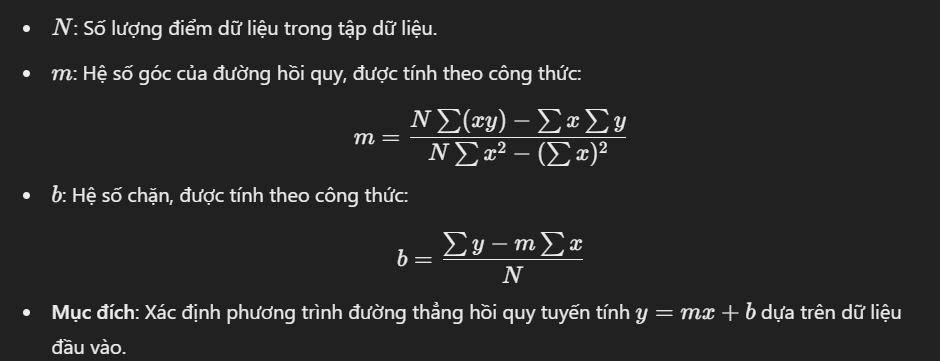 • N: Số lượng điểm dữ liệu trong tập dữ liệu.
• m: Hệ số góc của đường hồi quy, được tính theo công thức:
m = \frac{N \sum (xy) - \sum x \sum y}{N \sum x^2 - (\sum x)^2}
• b: Hệ số chặn, được tính theo công thức:
b = \frac{\sum y - m \sum x}{N}
• Mục đích: Xác định phương trình đường thẳng hồi quy tuyến tính y = mx + b dựa trên dữ liệu
đầu vào.